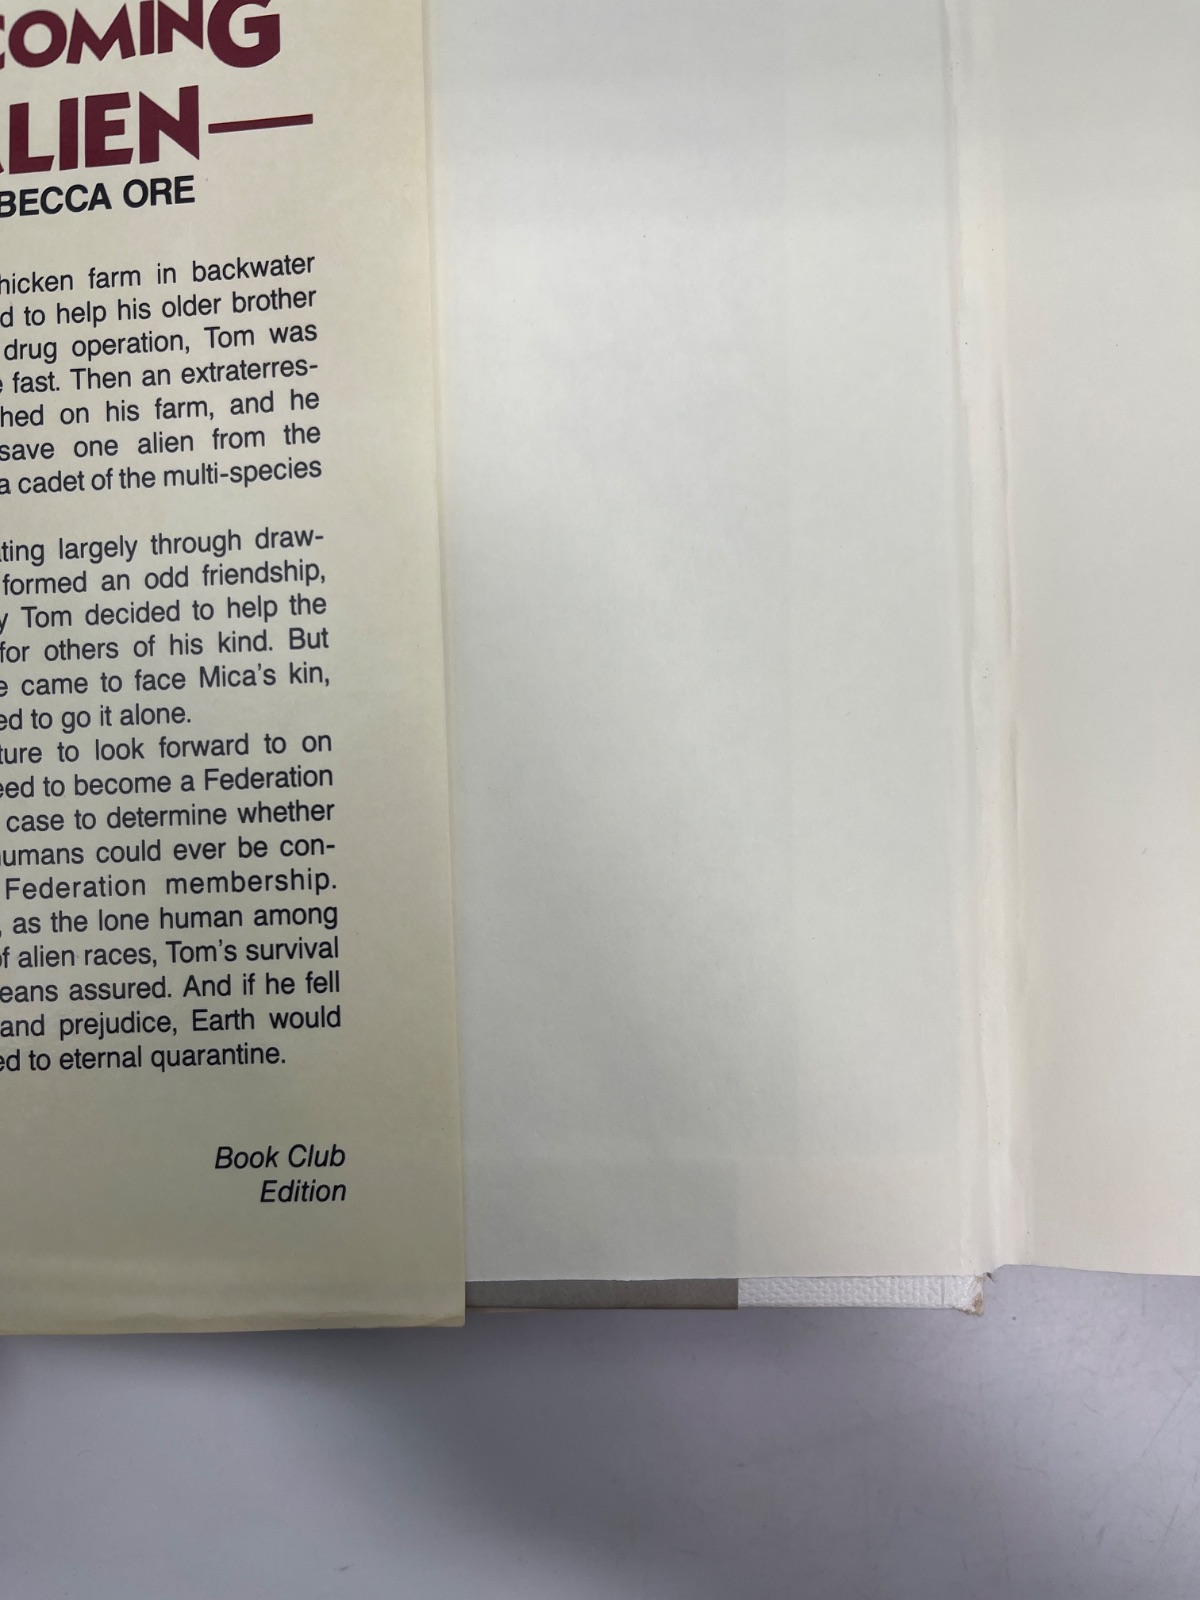 COMING
ALIEN—
BECCA ORE
hicken farm in backwater
d to help his older brother
drug operation, Tom was
e fast. Then an extraterres-
hed on his farm, and he
save one alien from the
a cadet of the multi-species
ting largely through draw-
formed an odd friendship,
y Tom decided to help the
for others of his kind. But
e came to face Mica's kin,
ed to go it alone.
ture to look forward to on
eed to become a Federation
case to determine whether
umans could ever be con-
Federation membership.
, as the lone human among
of alien races, Tom's survival
eans assured. And if he fell
and prejudice, Earth would
ed to eternal quarantine.
Book Club
Edition